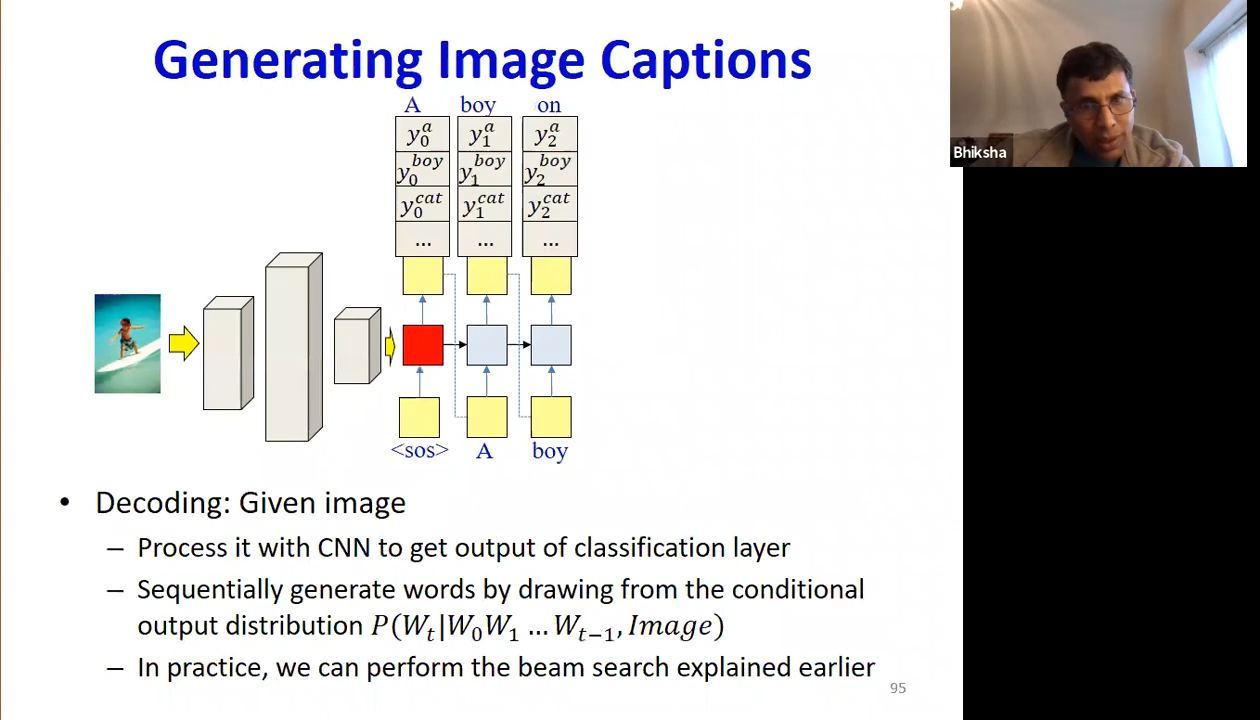 Generating Image Captions
A boy on
y_0^a y_1^a y_2^a
y_0^boy y_1^boy y_2^boy
y_0^cat y_1^cat y_2^cat
... ... ...
<sos> A boy
• Decoding: Given image
– Process it with CNN to get output of classification layer
– Sequentially generate words by drawing from the conditional
output distribution P(W_t|W_0W_1 ... W_{t−1}, Image)
– In practice, we can perform the beam search explained earlier
95
Bhiksha